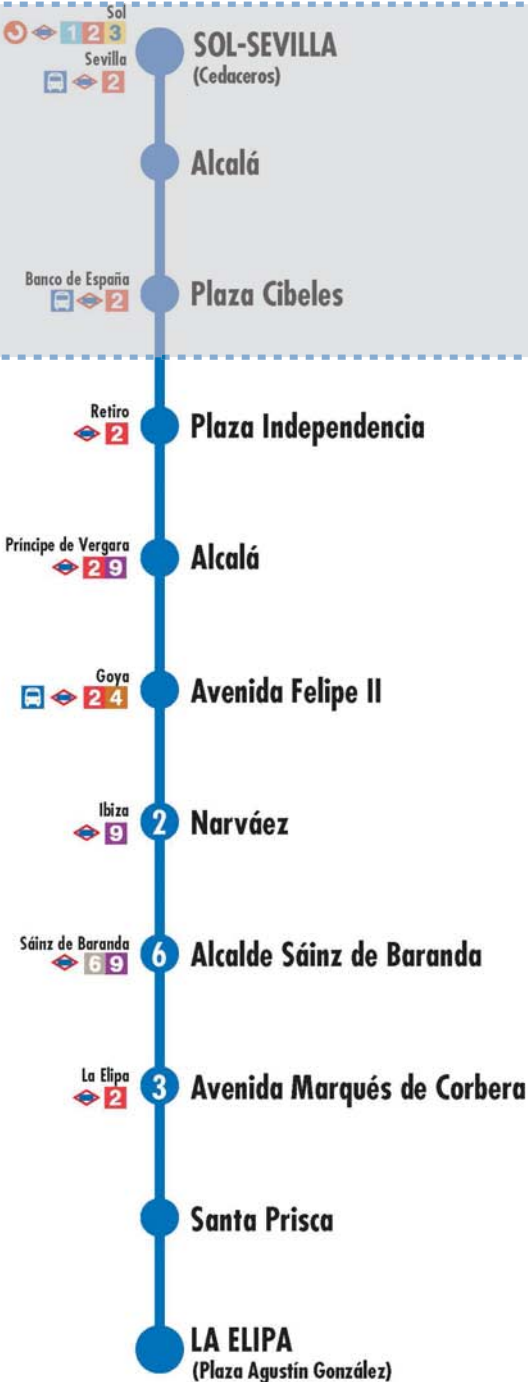 Sol
1 2 3
SOL-SEVILLA
Sevilla
(Cedaceros)
2
Alcalá
Banco de España
2
Plaza Cibeles
Retiro
2
Plaza Independencia
Príncipe de Vergara
2 9
Alcalá
Goya
2 4
Avenida Felipe II
Ibiza
9
2
Narváez
Sáinz de Baranda
6 9
6
Alcalde Sáinz de Baranda
La Elipa
2
3
Avenida Marqués de Corbera
Santa Prisca
LA ELIPA
(Plaza Agustín González)